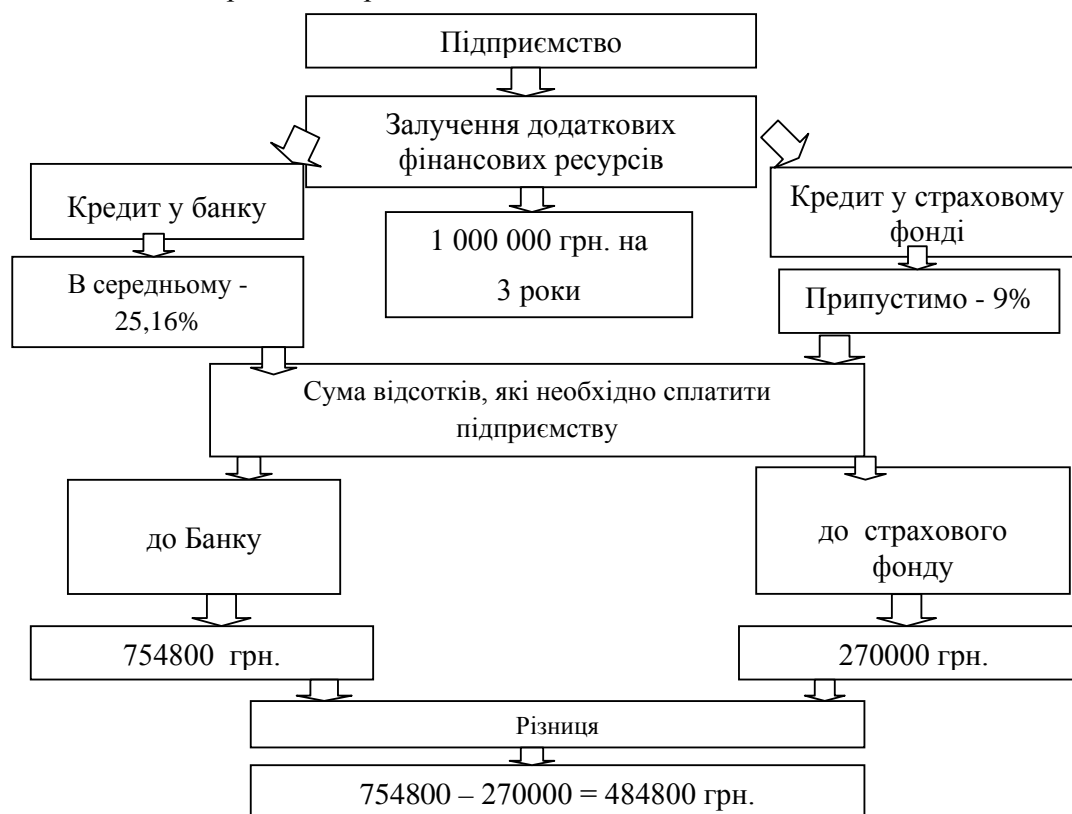 Підприємство
Залучення додаткових
фінансових ресурсів
Кредит у банку
1 000 000 грн. на
3 роки
Кредит у страховому
фонді
В середньому -
25,16%
Припустимо - 9%
Сума відсотків, які необхідно сплатити
підприємству
до Банку
до страхового
фонду
754800 грн.
270000 грн.
Різниця
754800 – 270000 = 484800 грн.